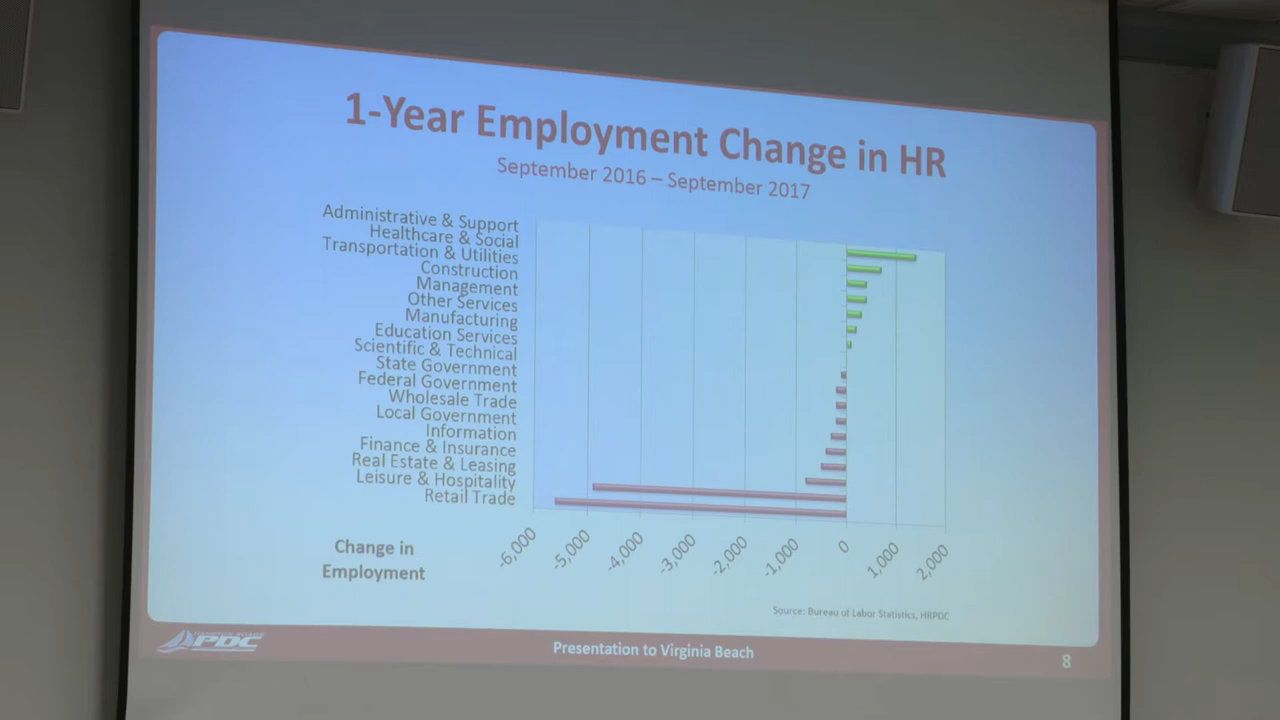 1-Year Employment Change in HR
September 2016 – September 2017
Administrative & Support
Healthcare & Social
Transportation & Utilities
Construction
Management
Other Services
Manufacturing
Education Services
Scientific & Technical
State Government
Federal Government
Wholesale Trade
Local Government
Information
Finance & Insurance
Real Estate & Leasing
Leisure & Hospitality
Retail Trade
-6,000
-5,000
-4,000
-3,000
-2,000
-1,000
0
1,000
2,000
Change in
Employment
Source: Bureau of Labor Statistics, HRPDC
PDC
Presentation to Virginia Beach
8